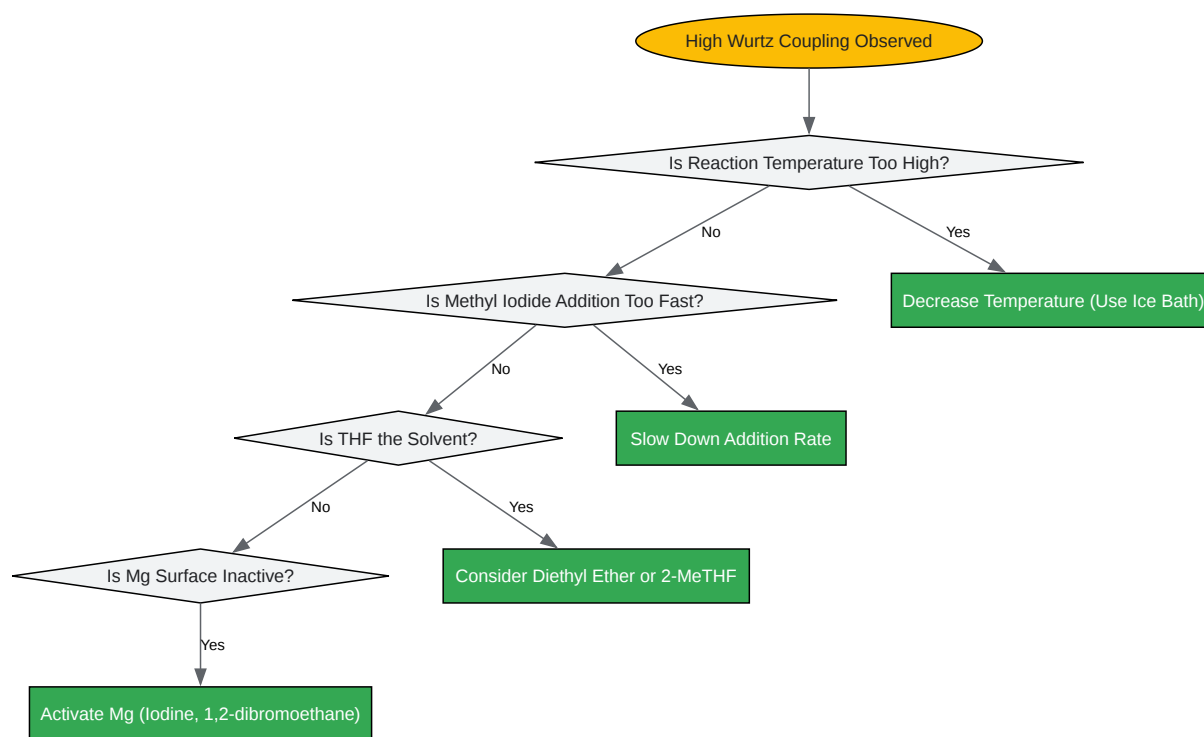 High Wurtz Coupling Observed
Is Reaction Temperature Too High?
No
Yes
Is Methyl Iodide Addition Too Fast?
Decrease Temperature (Use Ice Bath)
No
Yes
Is THF the Solvent?
Slow Down Addition Rate
No
Yes
Is Mg Surface Inactive?
Consider Diethyl Ether or 2-MeTHF
Yes
Activate Mg (Iodine, 1,2-dibromoethane)